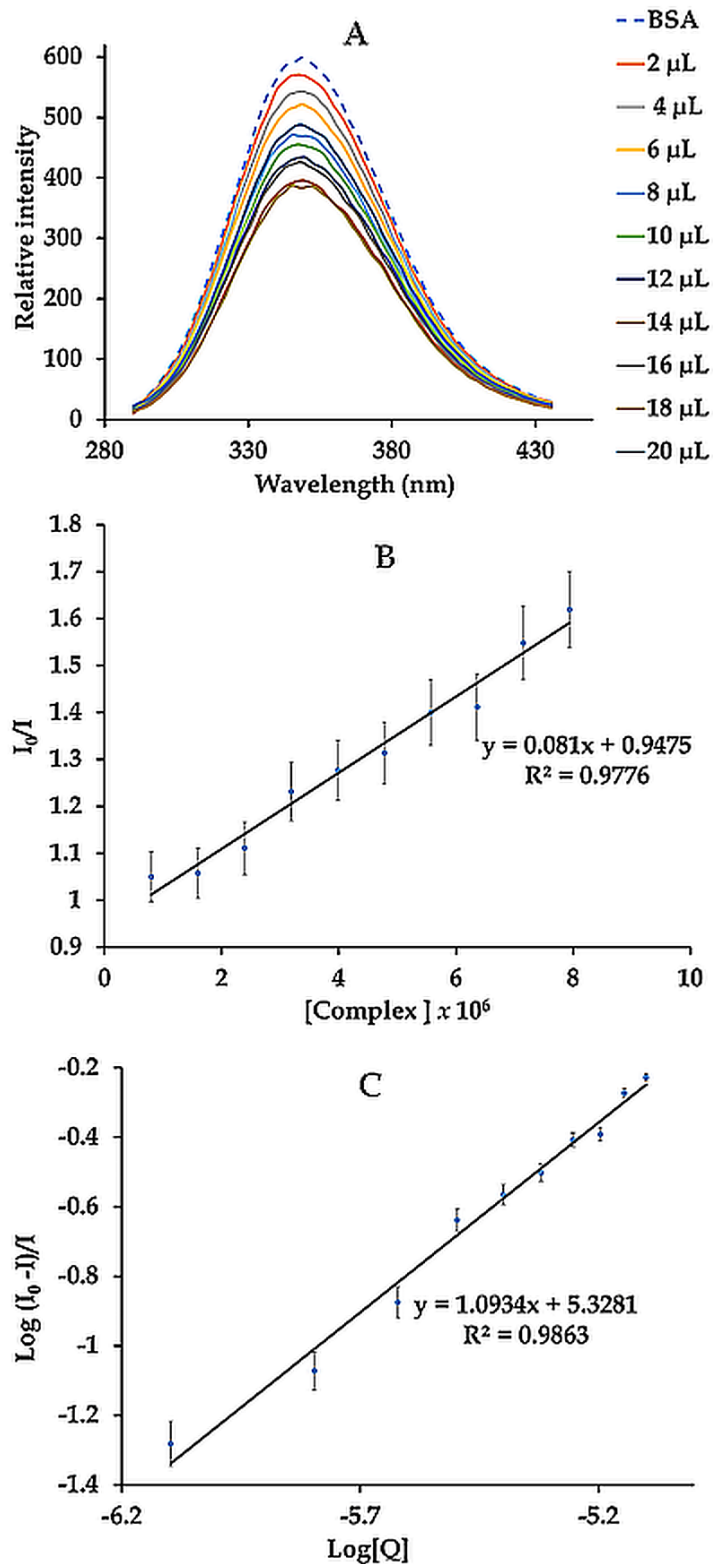 A
BSA
2 μL
4 μL
6 μL
8 μL
10 μL
12 μL
14 μL
16 μL
18 μL
20 μL
600
500
400
300
200
100
0
280 330 380 430
Relative intensity
Wavelength (nm)
B
1.8
1.7
1.6
1.5
1.4
1.3
1.2
1.1
1
0.9
0 2 4 6 8 10
I₀/I
y = 0.081x + 0.9475
R² = 0.9776
[Complex ] x 10⁶
C
-0.2
-0.4
-0.6
-0.8
-1
-1.2
-1.4
-6.2 -5.7 -5.2
Log (I₀ -I)/I
y = 1.0934x + 5.3281
R² = 0.9863
Log[Q]